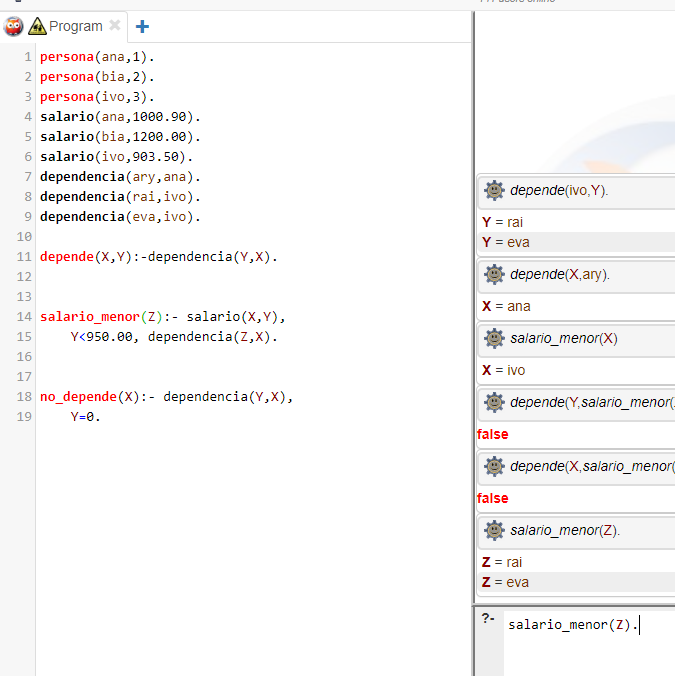 Program
1 persona(ana,1).
2 persona(bia,2).
3 persona(ivo,3).
4 salario(ana,1000.90).
5 salario(bia,1200.00).
6 salario(ivo,903.50).
7 dependencia(ary,ana).
8 dependencia(rai,ivo).
9 dependencia(eva,ivo).
10
11 depende(X,Y):-dependencia(Y,X).
12
13
14 salario_menor(Z):- salario(X,Y),
15 Y<950.00, dependencia(Z,X).
16
17
18 no_depende(X):- dependencia(Y,X),
19 Y=0.
depende(ivo,Y).
Y = rai
Y = eva
depende(X,ary).
X = ana
salario_menor(X)
X = ivo
depende(Y,salario_menor(
false
depende(X,salario_menor(
false
salario_menor(Z).
Z = rai
Z = eva
?- salario_menor(Z).